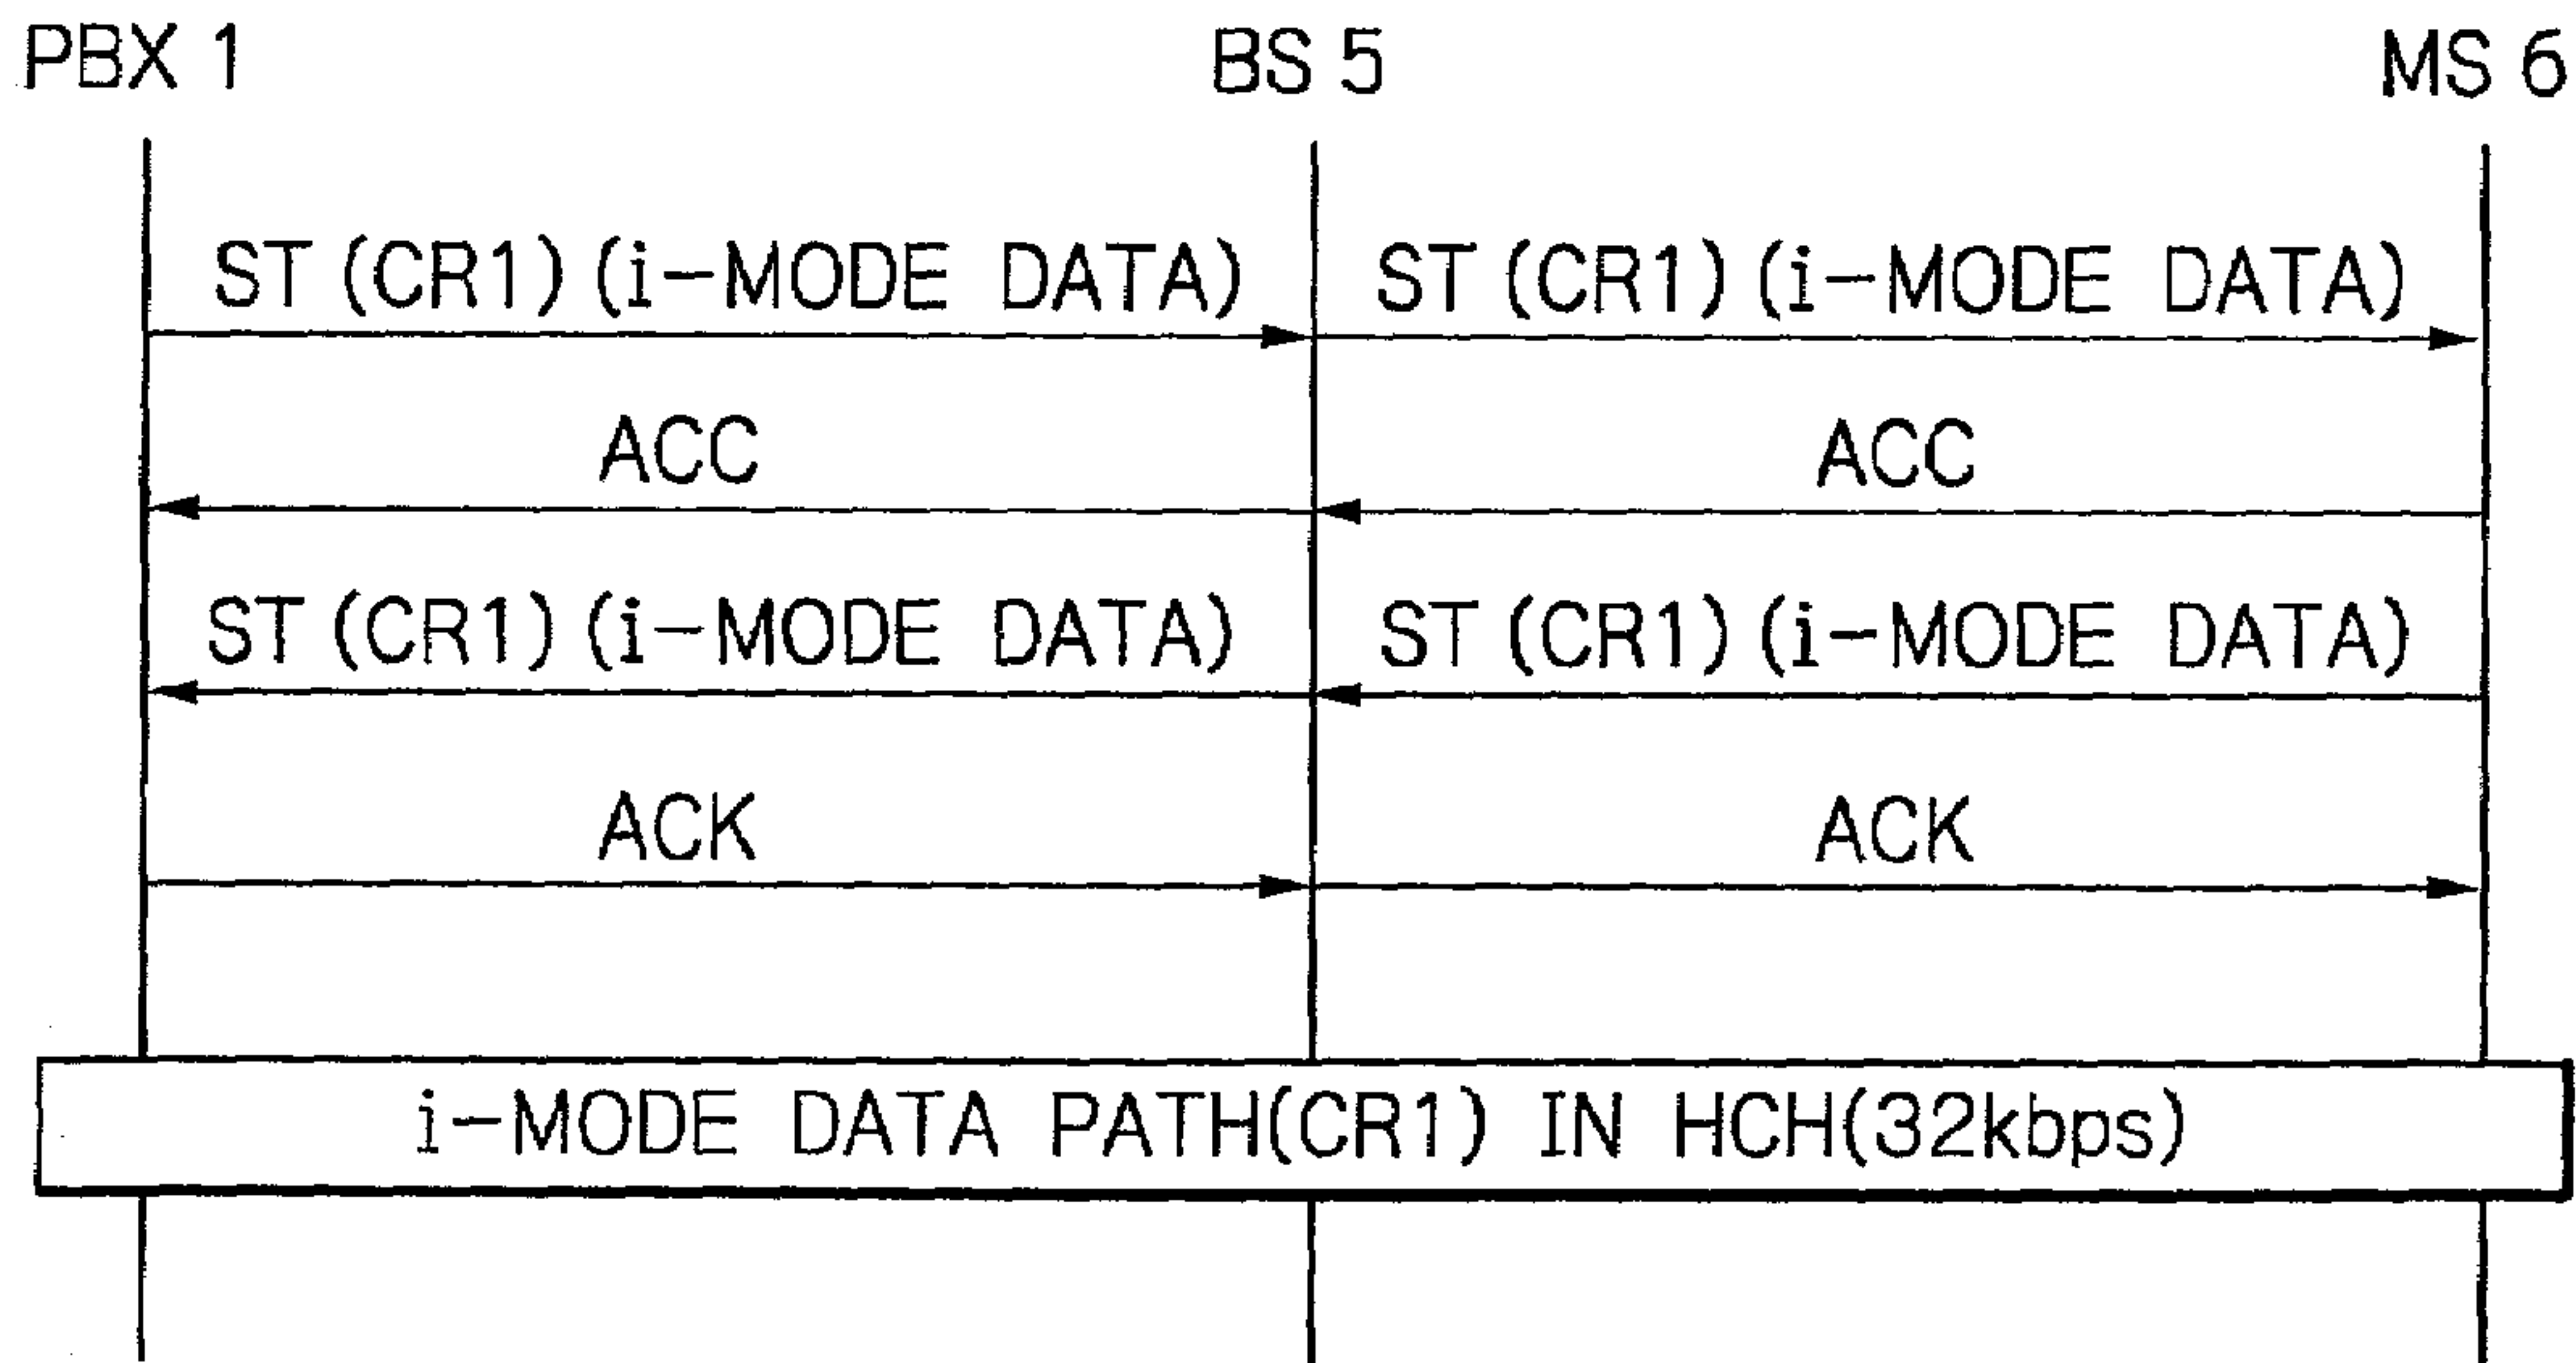 PBX 1 BS 5 MS 6
ST (CR1) (i-MODE DATA) ST (CR1) (i-MODE DATA)
ACC ACC
ST (CR1) (i-MODE DATA) ST (CR1) (i-MODE DATA)
ACK ACK
i-MODE DATA PATH(CR1) IN HCH(32kbps)